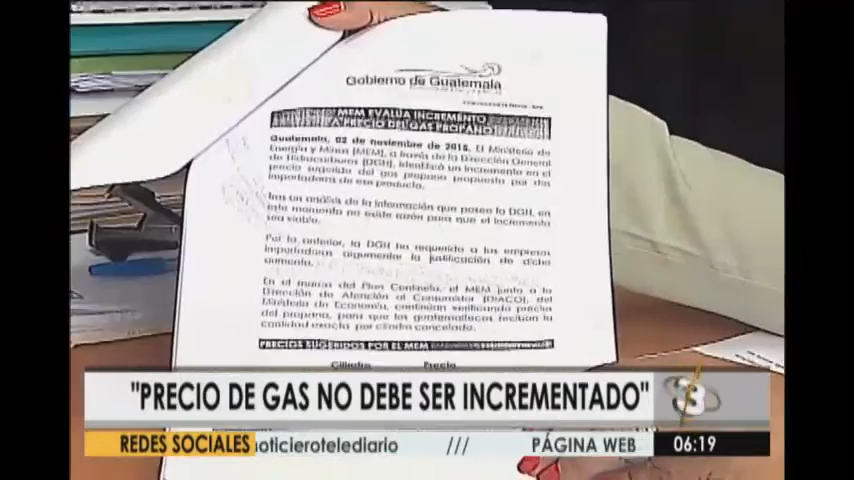 Gobierno de Guatemala
MEM EVALUA INCREMENTO
A PRECIO DEL GAS PROPANO
Guatemala, 02 de noviembre de 2015. El Ministerio de
Energía y Minas (MEM), a través de la Dirección General
de Hidrocarburos (DGH), identificó un incremento en el
precio sugerido del gas propano propuesto por dos
importadoras de ese producto.
Tras un análisis de la información que posee la DGH, en
este momento no existe razón para que el incremento
sea viable.
Por lo anterior, la DGH ha requerido a las empresas
importadoras argumentar la justificación de dicho
aumento.
En el marco del Plan Centinela, el MEM junto a la
Dirección de Atención al Consumidor (DIACO), del
Ministerio de Economía, continúan verificando precios
del propano, para que los guatemaltecos reciban la
cantidad exacta por cilindro cancelado.
PRECIOS SUGERIDOS POR EL MEM
Cilindro Precio
"PRECIO DE GAS NO DEBE SER INCREMENTADO"
3
REDES SOCIALES noticierotelediario /// PÁGINA WEB 06:19